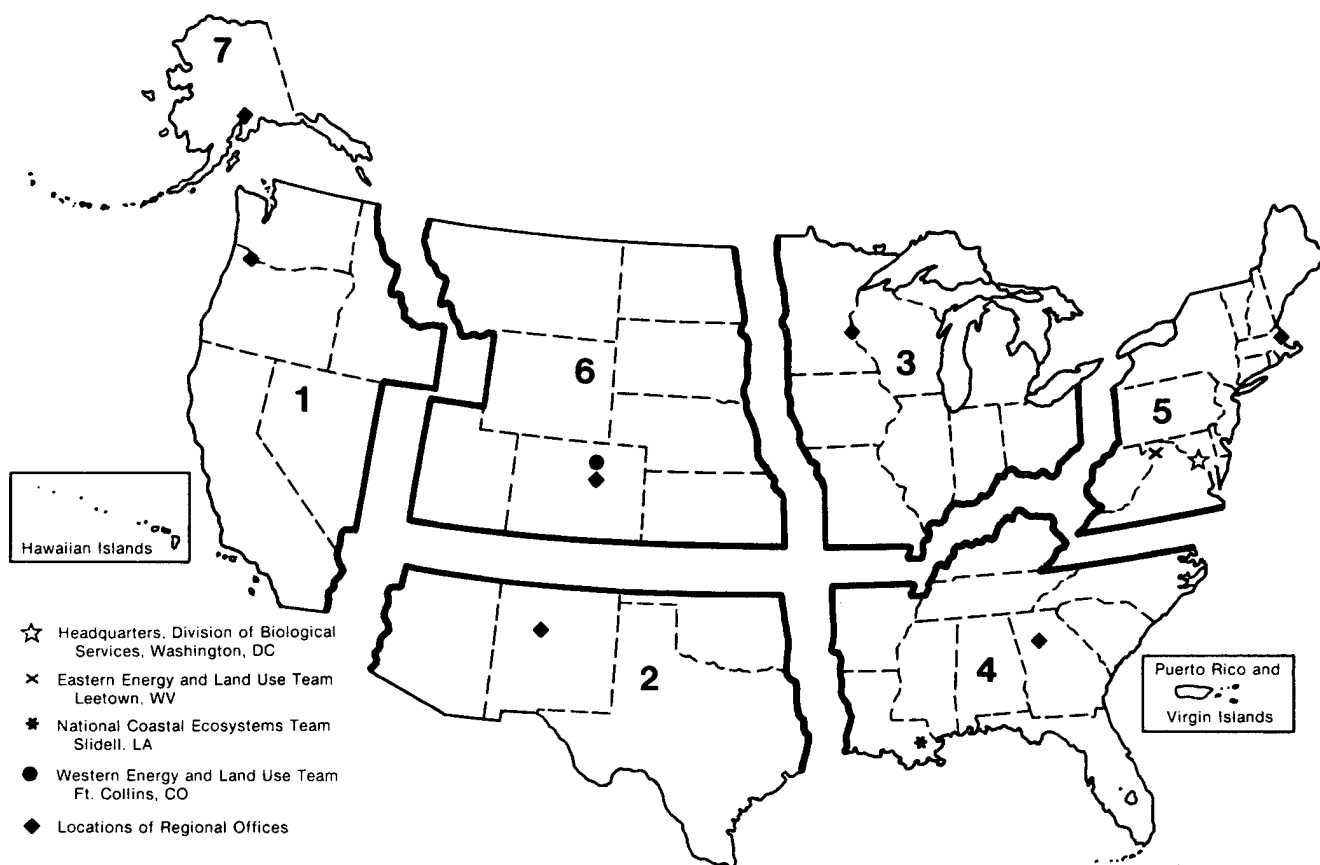 7
3
6
5
1
Hawaiian Islands
Headquarters, Division of Biological
Services, Washington, DC
Eastern Energy and Land Use Team
Leetown, WV
National Coastal Ecosystems Team
Slidell, LA
Western Energy and Land Use Team
Ft. Collins, CO
Locations of Regional Offices
2
4
Puerto Rico and
Virgin Islands